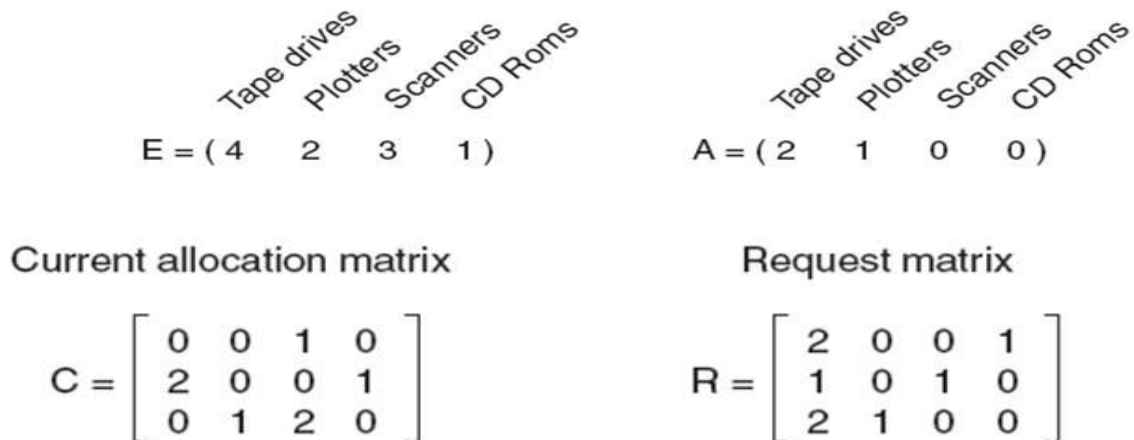 Tape drives Plotters Scanners CD Roms
E = ( 4 2 3 1 )
Tape drives Plotters Scanners CD Roms
A = ( 2 1 0 0 )
Current allocation matrix
C = [ 0 0 1 0
2 0 0 1
0 1 2 0 ]
Request matrix
R = [ 2 0 0 1
1 0 1 0
2 1 0 0 ]